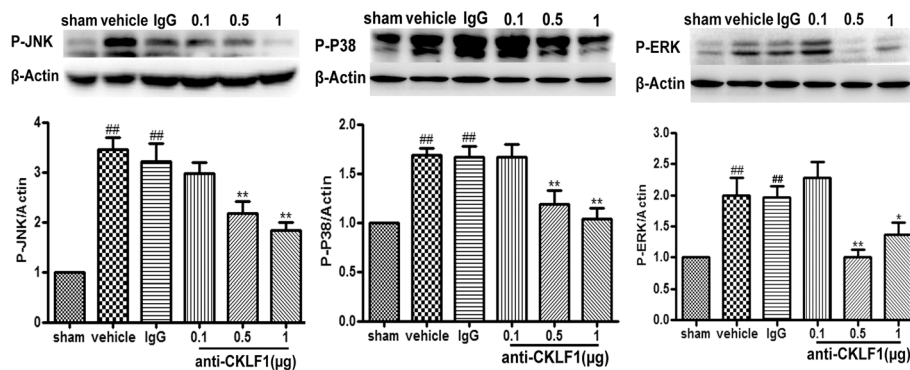 sham vehicle IgG 0.1 0.5 1
P-JNK
β-Actin
sham vehicle IgG 0.1 0.5 1
P-P38
β-Actin
sham vehicle IgG 0.1 0.5 1
P-ERK
β-Actin
P-JNK/Actin
4
3
2
1
0
##
##
**
**
sham vehicle IgG 0.1 0.5 1
anti-CKLF1(μg)
P-P38/Actin
2.0
1.5
1.0
0.5
0.0
##
##
**
**
sham vehicle IgG 0.1 0.5 1
anti-CKLF1(μg)
P-ERK/Actin
3.0
2.5
2.0
1.5
1.0
0.5
0.0
##
##
**
*
sham vehicle IgG 0.1 0.5 1
anti-CKLF1(μg)